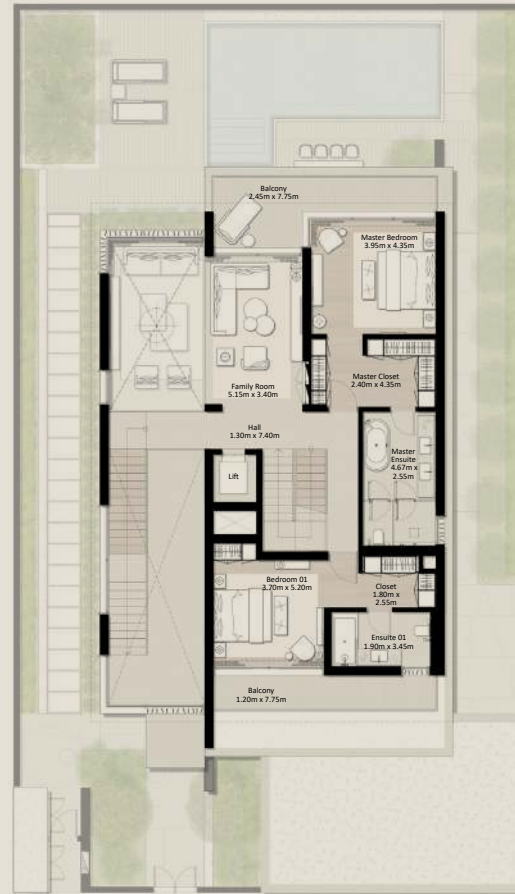 Balcony
2.45m x 7.75m
Master Bedroom
3.95m x 4.35m
Master Closet
2.40m x 4.35m
Family Room
5.15m x 3.40m
Hall
1.30m x 7.40m
Master
Ensuite
4.67m x
2.55m
Lift
Bedroom 01
3.70m x 5.20m
Closet
1.80m x
2.55m
Ensuite 01
1.90m x 3.45m
Balcony
1.20m x 7.75m